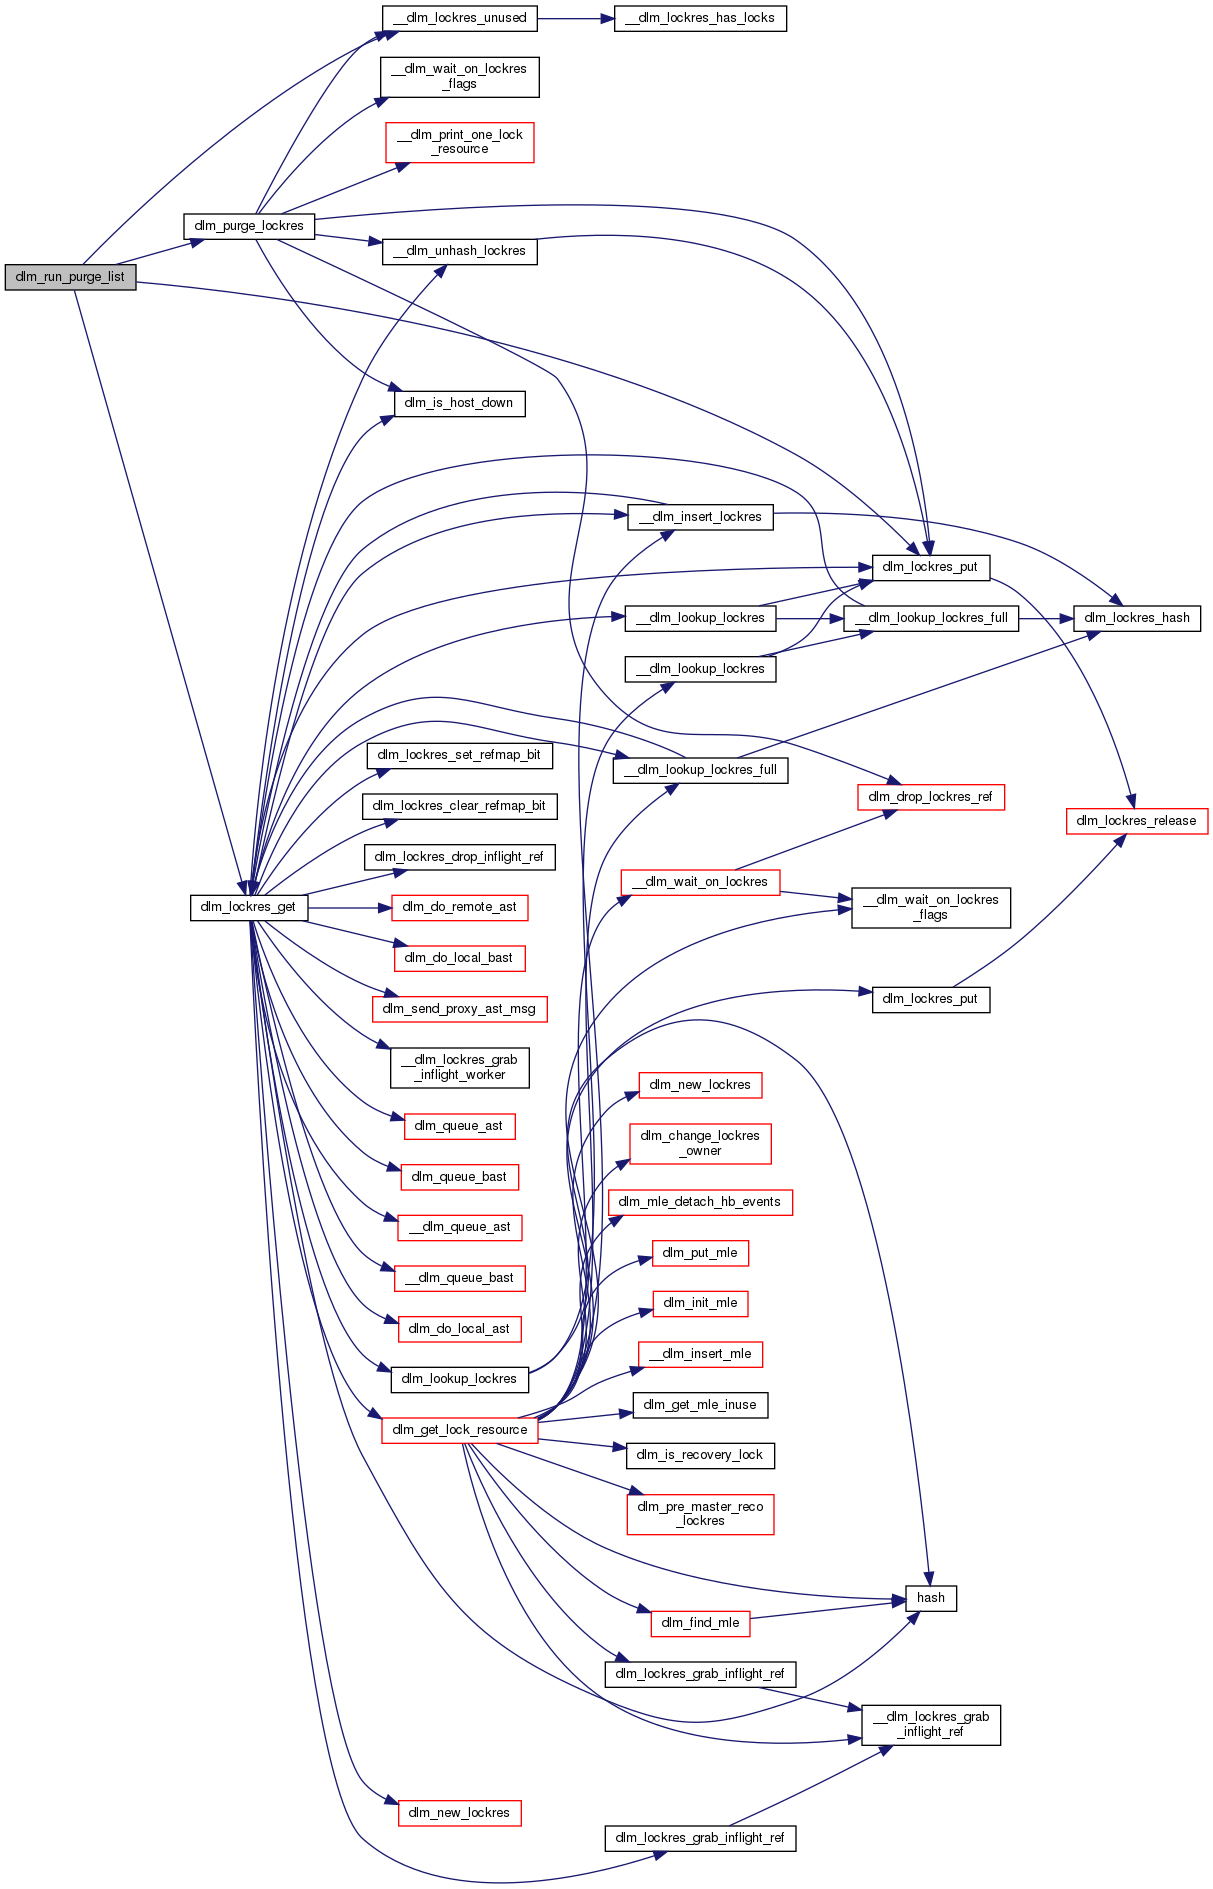 __dlm_lockres_unused
__dlm_lockres_has_locks
__dlm_wait_on_lockres
_flags
__dlm_print_one_lock
_resource
dlm_purge_lockres
__dlm_unhash_lockres
dlm_run_purge_list
dlm_is_host_down
__dlm_insert_lockres
dlm_lockres_put
__dlm_lookup_lockres
__dlm_lookup_lockres_full
dlm_lockres_hash
__dlm_lookup_lockres
dlm_lockres_set_refmap_bit
__dlm_lookup_lockres_full
dlm_drop_lockres_ref
dlm_lockres_clear_refmap_bit
dlm_lockres_release
dlm_lockres_drop_inflight_ref
__dlm_wait_on_lockres
dlm_lockres_get
dlm_do_remote_ast
__dlm_wait_on_lockres
_flags
dlm_do_local_bast
dlm_lockres_put
dlm_send_proxy_ast_msg
__dlm_lockres_grab
_inflight_worker
dlm_new_lockres
dlm_queue_ast
dlm_change_lockres
_owner
dlm_queue_bast
dlm_mle_detach_hb_events
__dlm_queue_ast
dlm_put_mle
__dlm_queue_bast
dlm_init_mle
dlm_do_local_ast
__dlm_insert_mle
dlm_lookup_lockres
dlm_get_mle_inuse
dlm_get_lock_resource
dlm_is_recovery_lock
dlm_pre_master_reco
_lockres
hash
dlm_find_mle
dlm_lockres_grab_inflight_ref
__dlm_lockres_grab
_inflight_ref
dlm_new_lockres
dlm_lockres_grab_inflight_ref